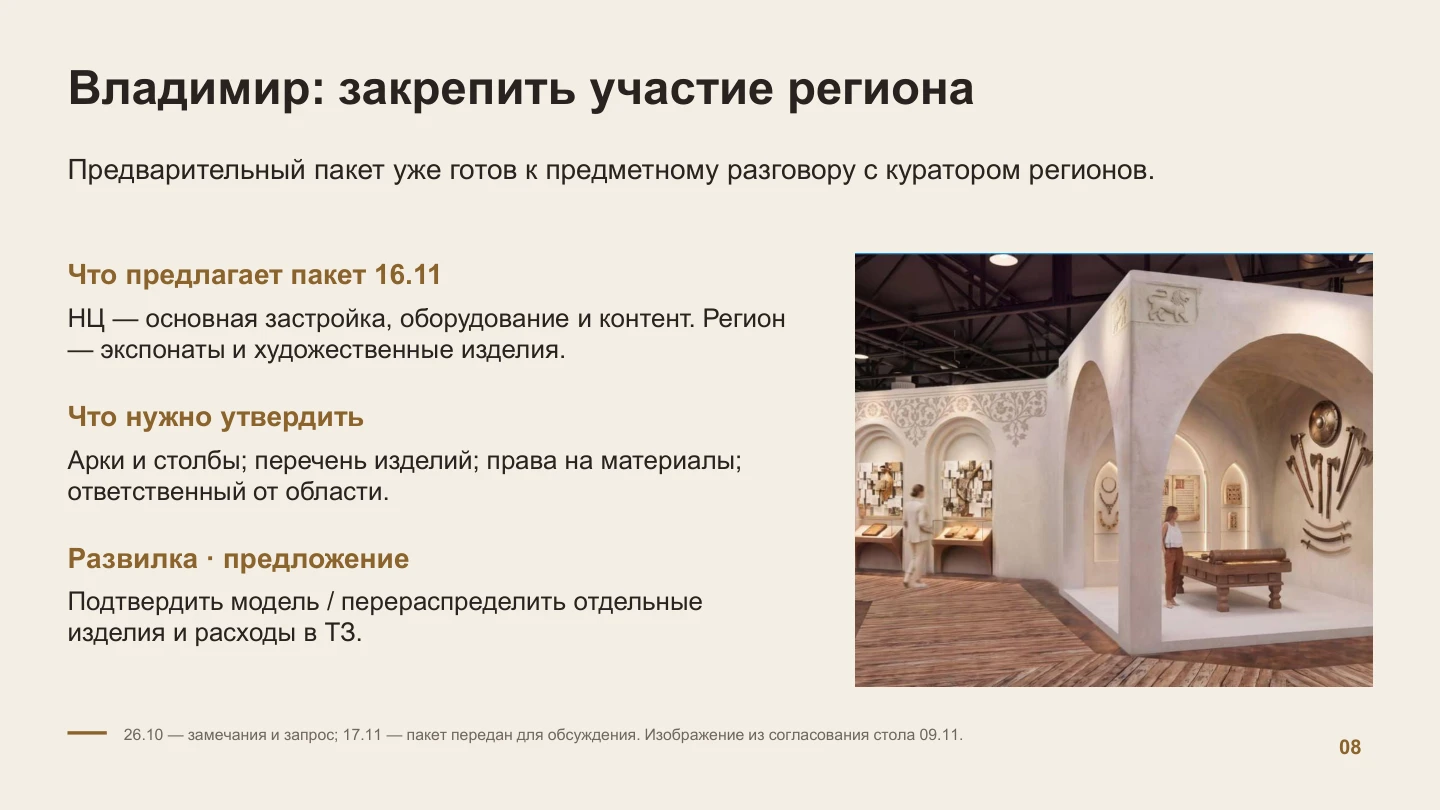 Владимир: закрепить участие региона
Предварительный пакет уже готов к предметному разговору с куратором регионов.
Что предлагает пакет 16.11
НЦ — основная застройка, оборудование и контент. Регион
— экспонаты и художественные изделия.
Что нужно утвердить
Арки и столбы; перечень изделий; права на материалы;
ответственный от области.
Развилка · предложение
Подтвердить модель / перераспределить отдельные
изделия и расходы в ТЗ.
26.10 — замечания и запрос; 17.11 — пакет передан для обсуждения. Изображение из согласования стола 09.11.
08